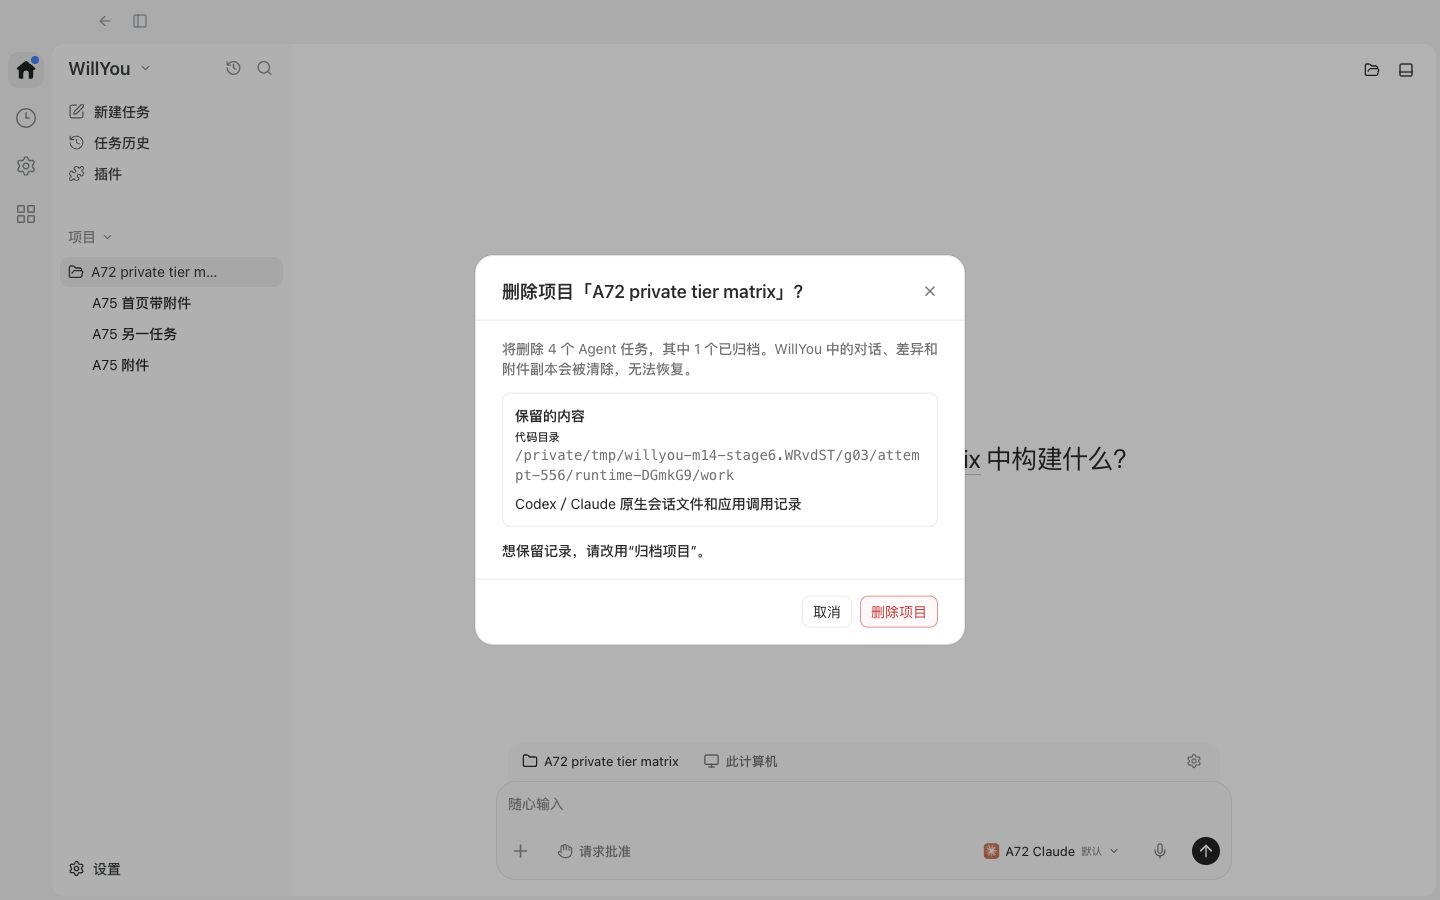 WillYou
新建任务
任务历史
插件
项目
A72 private tier m...
A75 首页带附件
A75 另一任务
A75 附件
设置
删除项目「A72 private tier matrix」?
将删除 4 个 Agent 任务，其中 1 个已归档。WillYou 中的对话、差异和
附件副本会被清除，无法恢复。
保留的内容
代码目录
/private/tmp/willyou-m14-stage6.WRvdST/g03/attem
pt-556/runtime-DGmkG9/work
Codex / Claude 原生会话文件和应用调用记录
想保留记录，请改用“归档项目”。
取消
删除项目
ix 中构建什么?
A72 private tier matrix
此计算机
随心输入
请求批准
A72 Claude 默认